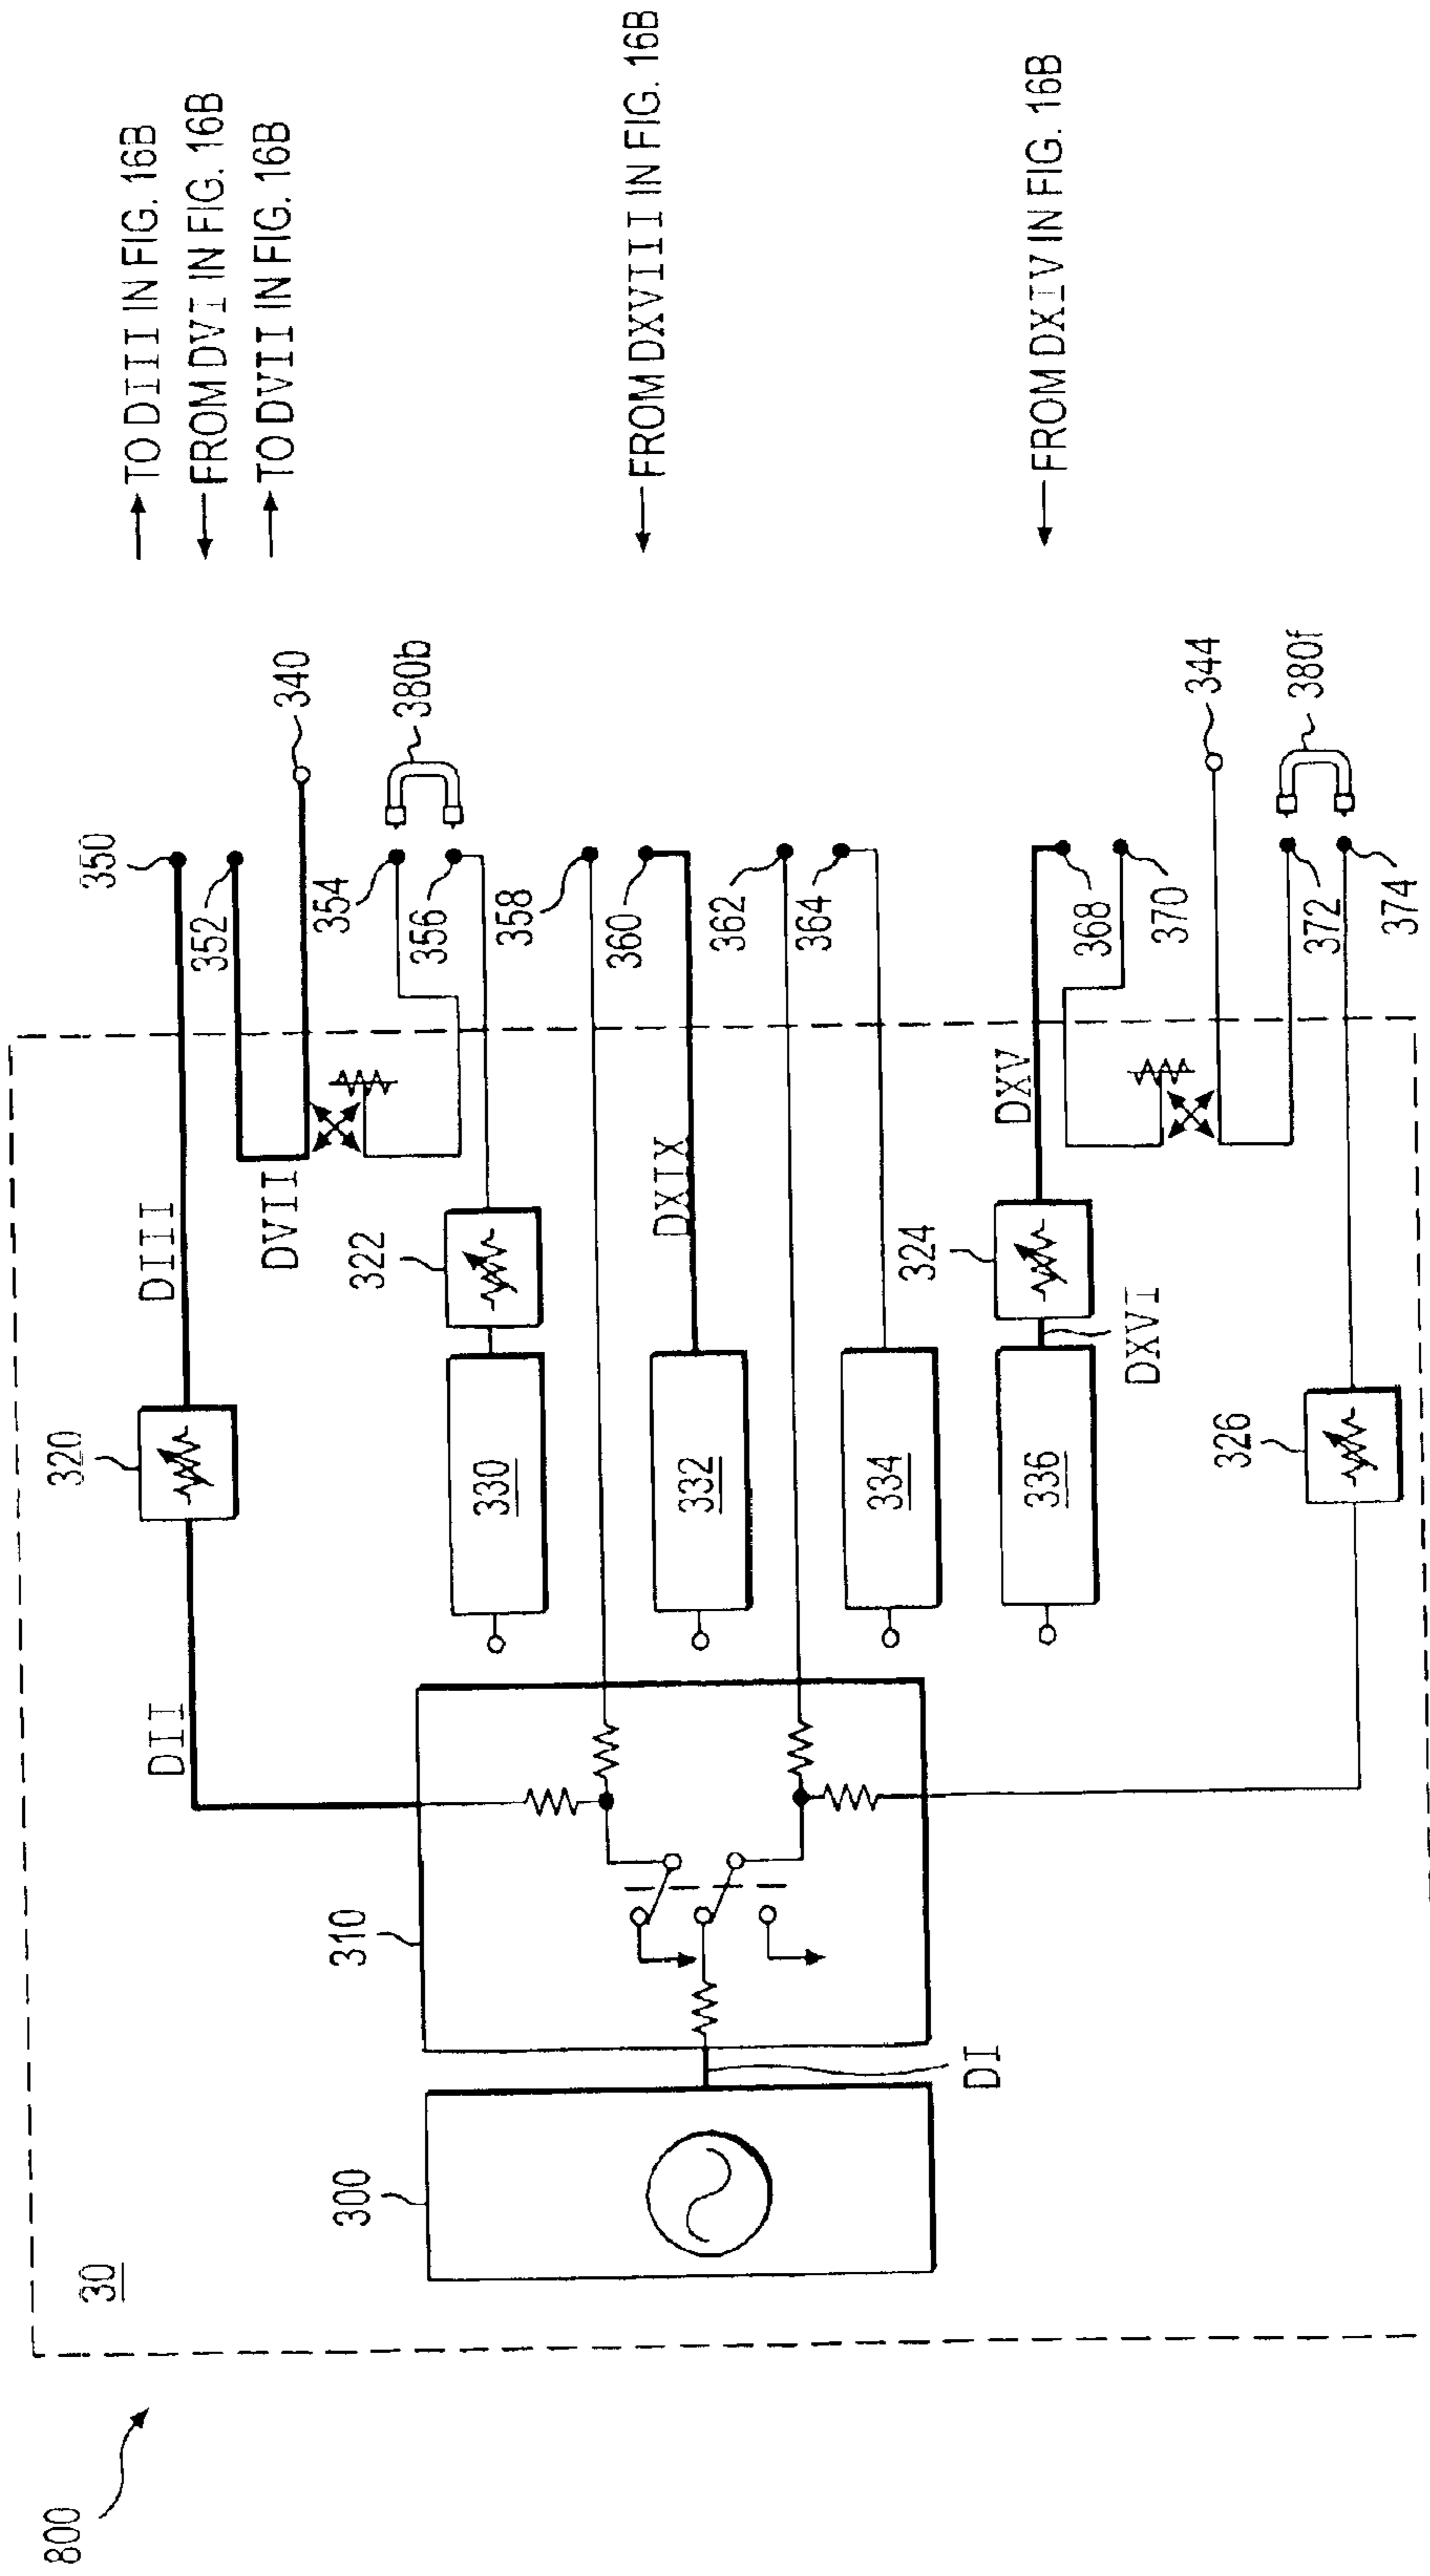 800
30
300
DI
310
DII
320
DIII
DVII
322
330
332
DXIX
334
336
324
DXVI
DXV
326
350
352
340
354
356
380b
358
360
362
364
368
370
344
372
374
380f
TO DIII IN FIG. 16B
FROM DVI IN FIG. 16B
TO DVII IN FIG. 16B
FROM DXVIII IN FIG. 16B
FROM DXIV IN FIG. 16B